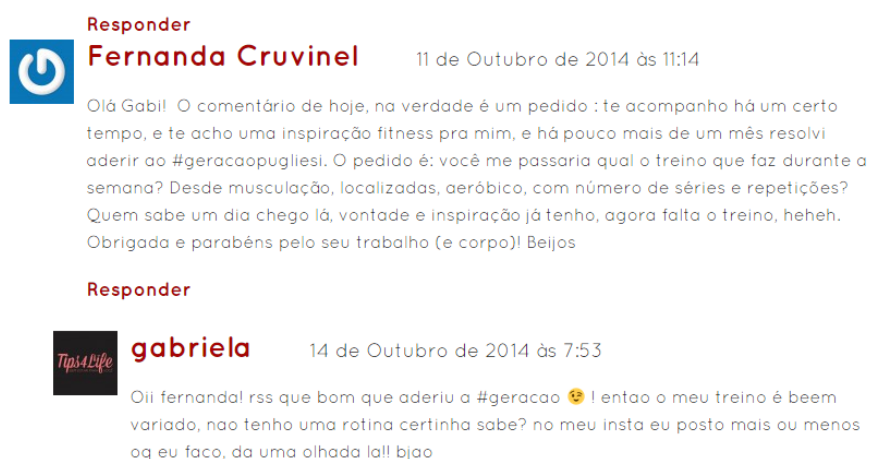 Responder
Fernanda Cruvinel 11 de Outubro de 2014 às 11:14
Olá Gabi! O comentário de hoje, na verdade é um pedido : te acompanho há um certo
tempo, e te acho uma inspiração fitness pra mim, e há pouco mais de um mês resolvi
aderir ao #geracaopugliesi. O pedido é: você me passaria qual o treino que faz durante a
semana? Desde musculação, localizadas, aeróbico, com número de séries e repetições?
Quem sabe um dia chego lá, vontade e inspiração já tenho, agora falta o treino, heheh.
Obrigada e parabéns pelo seu trabalho (e corpo)! Beijos
Responder
Tips4Life
gabriela 14 de Outubro de 2014 às 7:53
Oii fernanda! rss que bom que aderiu a #geracao 😉 ! entao o meu treino é beem
variado, nao tenho uma rotina certinha sabe? no meu insta eu posto mais ou menos
oq eu faco, da uma olhada la!! bjao